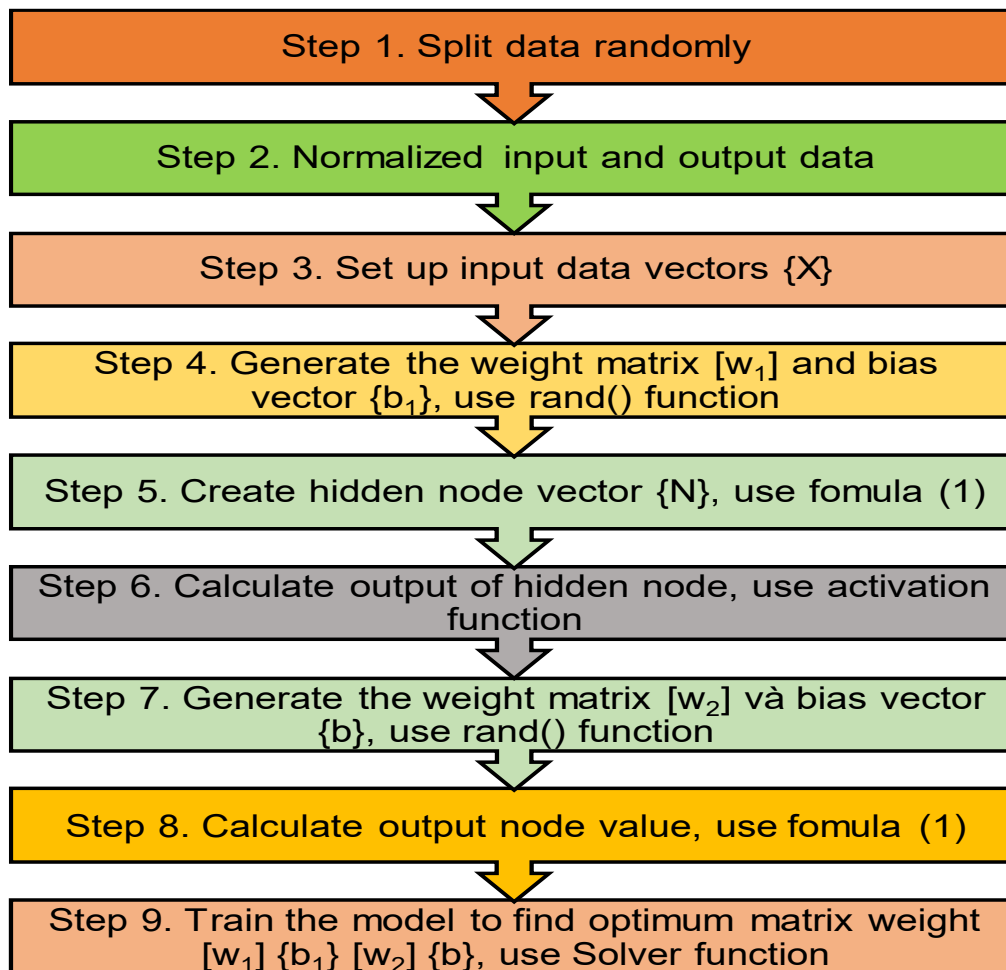 Step 1. Split data randomly
Step 2. Normalized input and output data
Step 3. Set up input data vectors {X}
Step 4. Generate the weight matrix [w₁] and bias
vector {b₁}, use rand() function
Step 5. Create hidden node vector {N}, use fomula (1)
Step 6. Calculate output of hidden node, use activation
function
Step 7. Generate the weight matrix [w₂] và bias vector
{b}, use rand() function
Step 8. Calculate output node value, use fomula (1)
Step 9. Train the model to find optimum matrix weight
[w₁] {b₁} [w₂] {b}, use Solver function